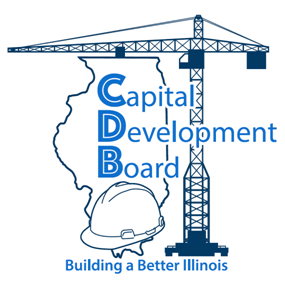 Capital
Development
Board
Building a Better Illinois